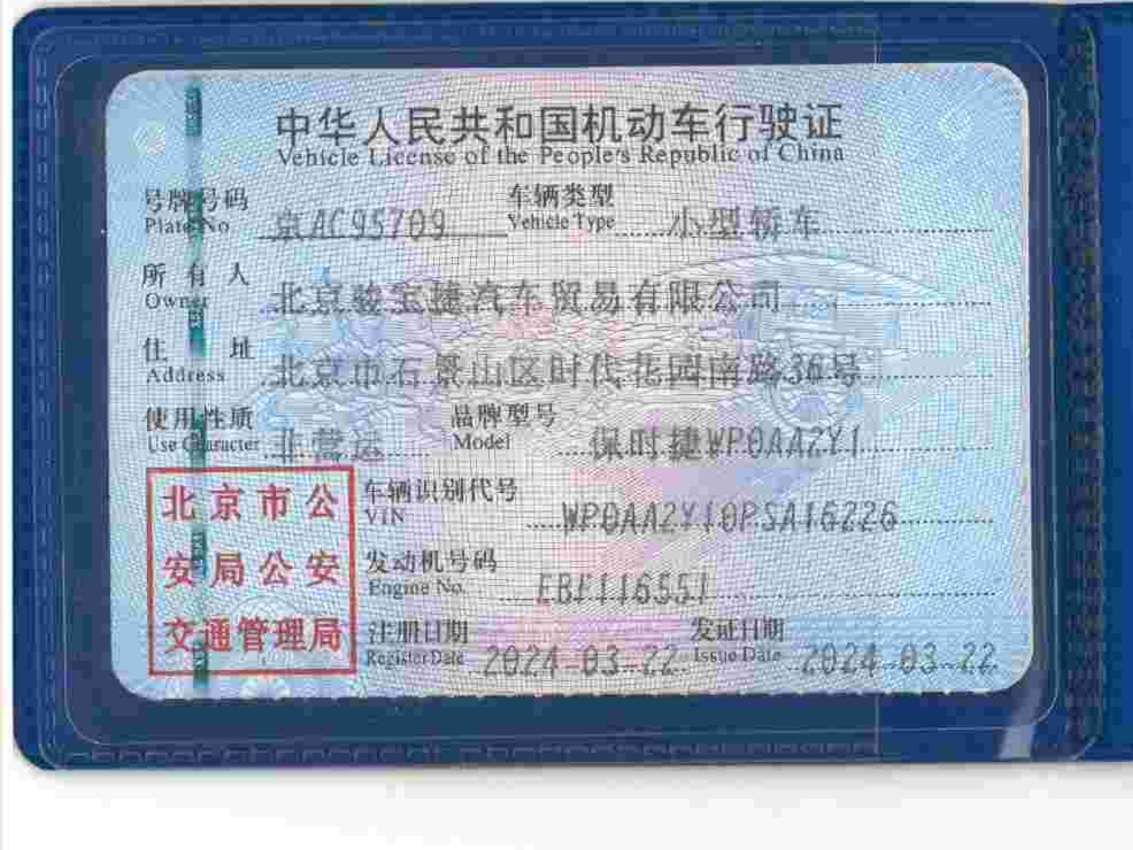 中华人民共和国机动车行驶证
Vehicle License of the People's Republic of China
号牌号码 京AC95709 车辆类型 小型轿车
Plate No Vehicle Type
所有人 北京骏宝捷汽车贸易有限公司
Owner
住址 北京市石景山区时代花园南路36号
Address
使用性质 非营运 品牌型号 保时捷WP0AA2Y1
Use Character Model
北京市公
安局公安
交通管理局
车辆识别代号 WP0AA2Y10PSA16226
VIN
发动机号码 EBF116551
Engine No.
注册日期 2024-03-22 发证日期 2024-03-22
Register Date Issue Date